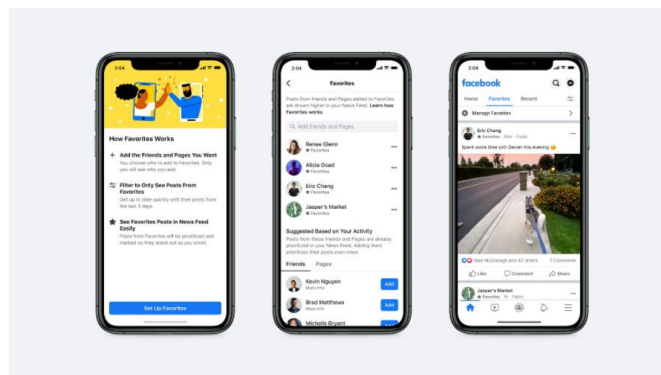 2:04
How Favorites Works
Add the Friends and Pages You Want
You choose who to add to Favorites. Only
you will see who you add.
Filter to Only See Posts From
Favorites
Get up to date quickly with their posts from
the last 3 days.
See Favorites Posts in News Feed
Easily
Posts from Favorites will be prioritized and
marked so they stand out as you scroll.
Set Up Favorites
2:04
Favorites
Posts from friends and Pages added to Favorites
are shown higher in your News Feed. Learn how
Favorites works.
Add friends and Pages
Renee Glenn
Favorites
Alicia Goad
Favorites
Eric Chang
Favorites
Jasper's Market
Favorites
Suggested Based on Your Activity
Posts from these friends and Pages are already
prioritized in your News Feed. Adding them
prioritizes their posts even more.
Friends Pages
Kevin Nguyen
More info
Add
Brad Matthews
More info
Add
Michelle Bryant
Add
2:04
facebook
Home Favorites Recent
Manage Favorites
Eric Chang
Favorites · · Public
Spent some time with Dexter this evening
Sam McDonagh and 42 others 7 Comments
Like Comment Share
Jasper's Market
Favorites · · Public